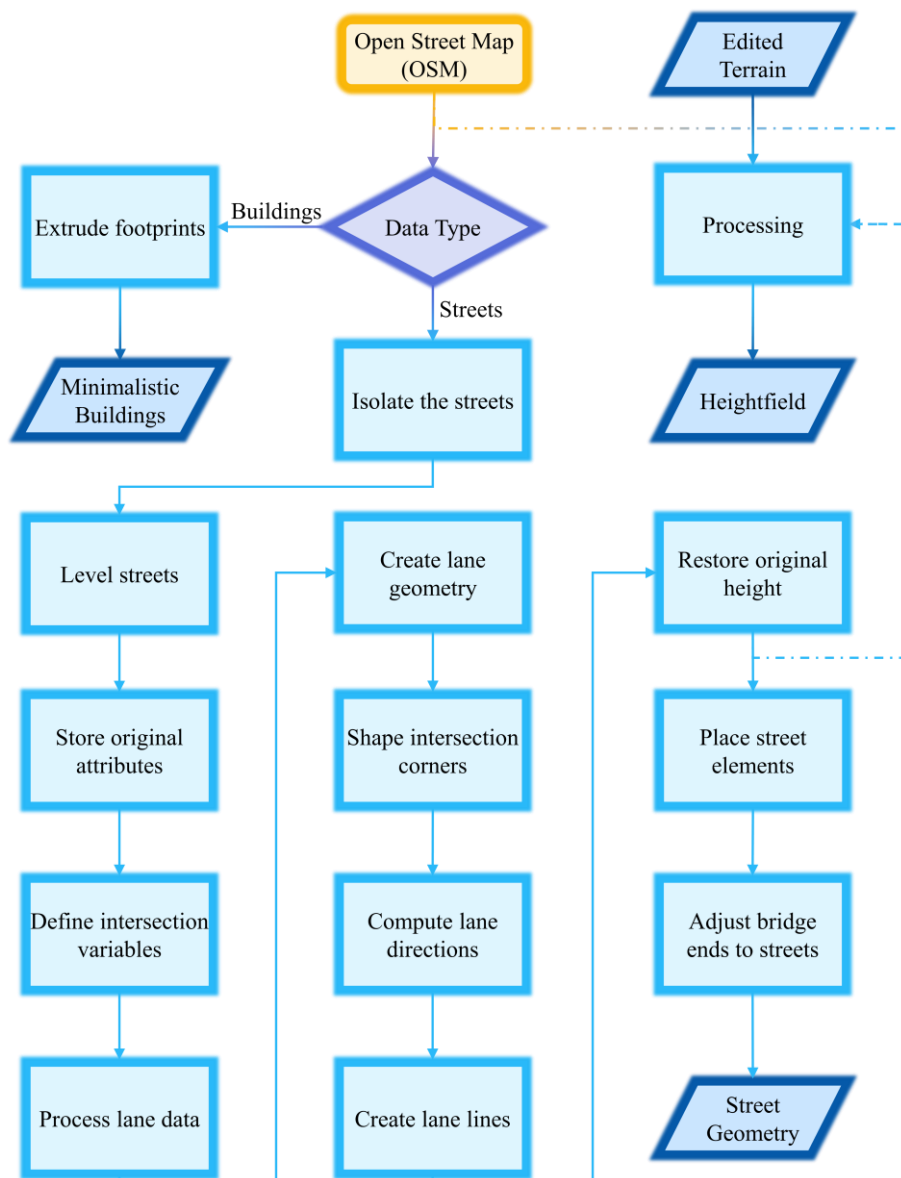 Open Street Map
(OSM)
Edited
Terrain
Extrude footprints
Buildings
Data Type
Processing
Streets
Minimalistic
Buildings
Isolate the streets
Heightfield
Level streets
Create lane
geometry
Restore original
height
Store original
attributes
Shape intersection
corners
Place street
elements
Define intersection
variables
Compute lane
directions
Adjust bridge
ends to streets
Process lane data
Create lane lines
Street
Geometry